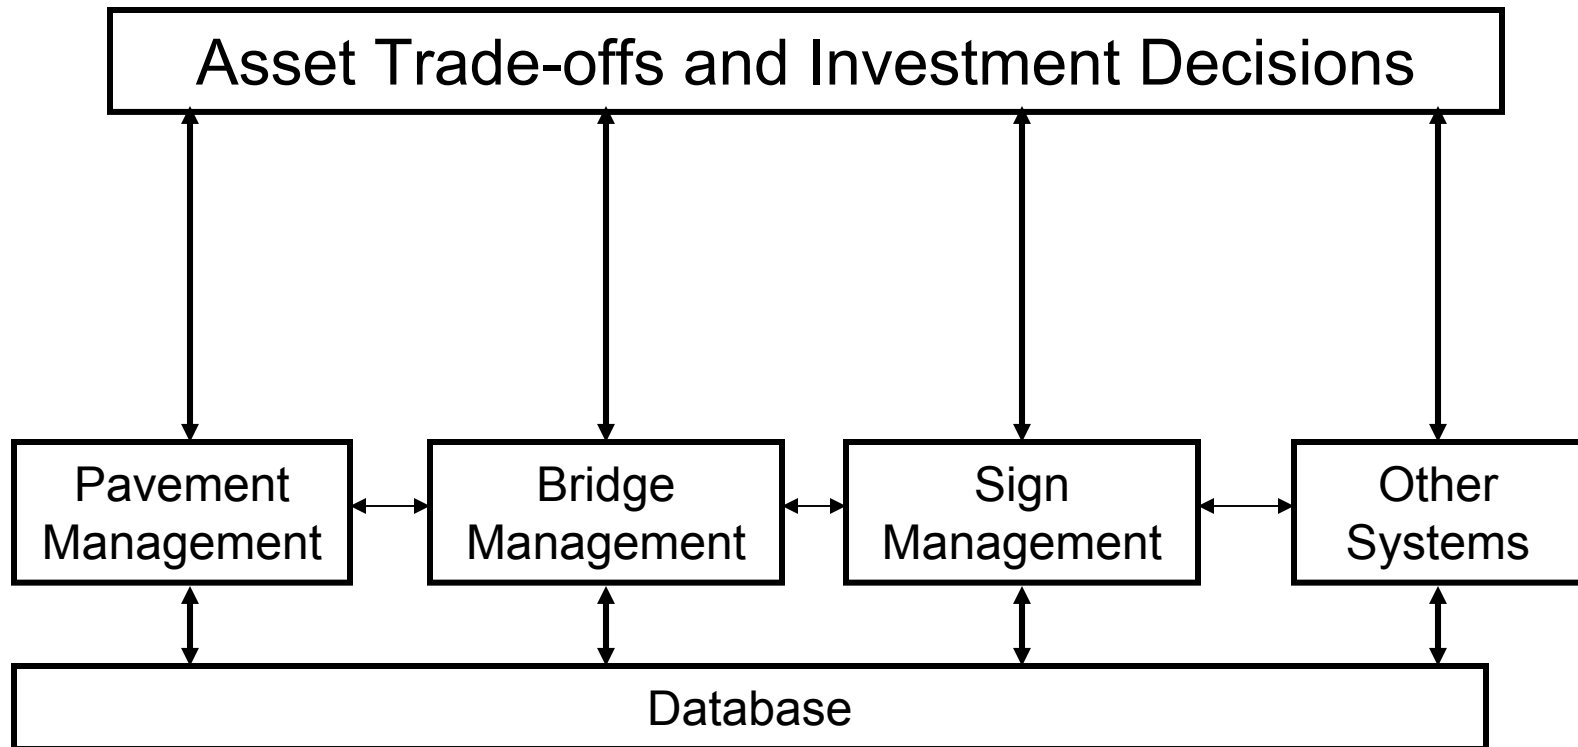 Asset Trade-offs and Investment Decisions
Pavement
Management
Bridge
Management
Sign
Management
Other
Systems
Database